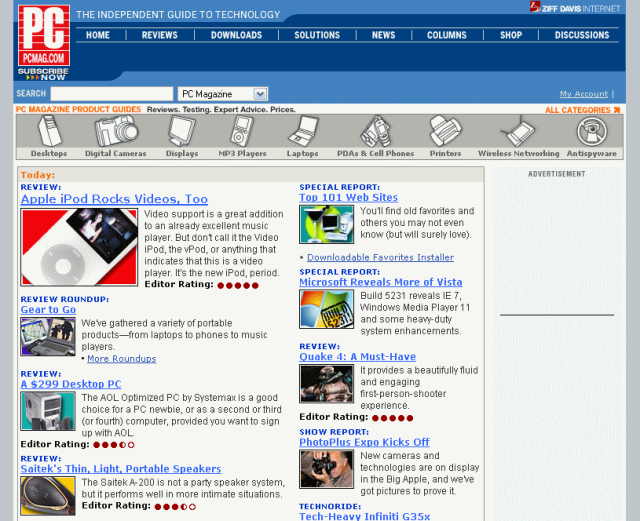 PC
PCMAG.COM
SUBSCRIBE
NOW
THE INDEPENDENT GUIDE TO TECHNOLOGY
ZIFF DAVIS INTERNET
HOME | REVIEWS | DOWNLOADS | SOLUTIONS | NEWS | COLUMNS | SHOP | DISCUSSIONS
SEARCH PC Magazine My Account |
PC MAGAZINE PRODUCT GUIDES Reviews. Testing. Expert Advice. Prices. ALL CATEGORIES
Desktops Digital Cameras Displays MP3 Players Laptops PDAs & Cell Phones Printers Wireless Networking Antispyware
Today:
REVIEW:
Apple iPod Rocks Videos, Too
Video support is a great addition
to an already excellent music
player. But don't call it the Video
iPod, the vPod, or anything that
indicates that this is a video
player. It's the new iPod, period.
Editor Rating:
REVIEW ROUNDUP:
Gear to Go
We've gathered a variety of portable
products—from laptops to phones to music
players.
• More Roundups
REVIEW:
A $299 Desktop PC
The AOL Optimized PC by Systemax is a good
choice for a PC newbie, or as a second or third
(or fourth) computer, provided you want to sign
up with AOL.
Editor Rating:
REVIEW:
Saitek's Thin, Light, Portable Speakers
The Saitek A-200 is not a party speaker system,
but it performs well in more intimate situations.
Editor Rating:
SPECIAL REPORT:
Top 101 Web Sites
You'll find old favorites and
others you may not even
know (but will surely love).
• Downloadable Favorites Installer
SPECIAL REPORT:
Microsoft Reveals More of Vista
Build 5231 reveals IE 7,
Windows Media Player 11
and some heavy-duty
system enhancements.
REVIEW:
Quake 4: A Must-Have
It provides a beautifully fluid
and engaging
first-person-shooter
experience.
Editor Rating:
SHOW REPORT:
PhotoPlus Expo Kicks Off
New cameras and
technologies are on display
in the Big Apple, and we've
got pictures to prove it.
TECHNORIDE:
Tech-Heavy Infiniti G35x
ADVERTISEMENT